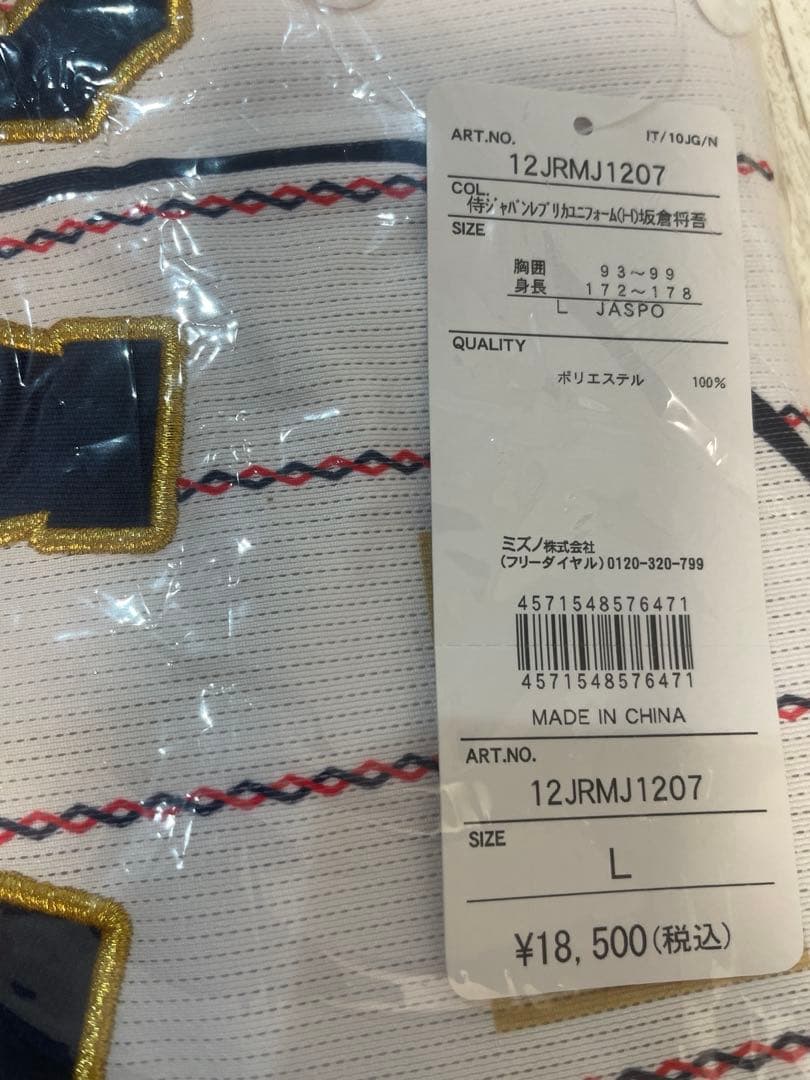 ART.NO.
IT/10JG/N
12JRMJ1207
COL.
侍ジャパンレプリカユニフォーム(H)坂倉将吾
SIZE
胸囲 93~99
身長 172~178
L JASPO
QUALITY
ポリエステル 100%
ミズノ株式会社
(フリーダイヤル)0120-320-799
4571548576471
4571548576471
MADE IN CHINA
ART.NO.
12JRMJ1207
SIZE
L
¥18,500(税込)